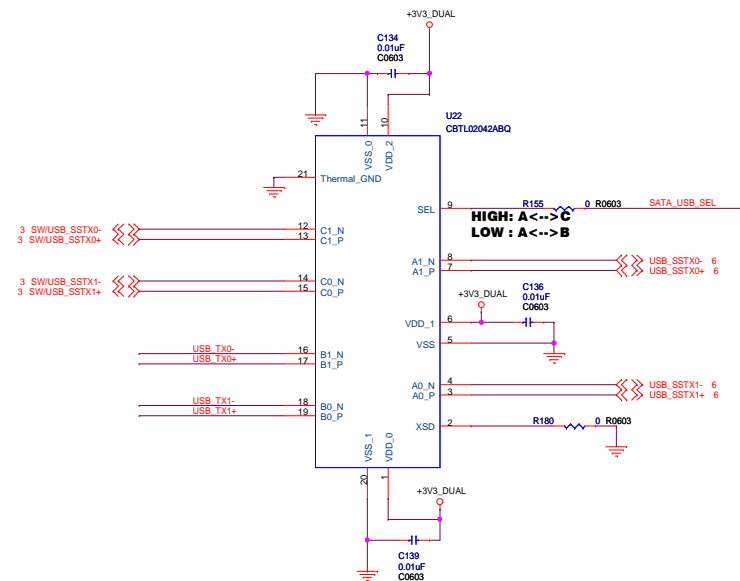 +3V3_DUAL
C134
0.01uF
C0603
U22
CBTL02042ABQ
11
10
VSS_0
VDD_2
21
Thermal_GND
SEL
9
R155
0
R0603
SATA_USB_SEL
HIGH: A<-->C
LOW : A<-->B
3 SW/USB_SSTX0-
12
C1_N
3 SW/USB_SSTX0+
13
C1_P
A1_N
8
USB_SSTX0- 6
A1_P
7
USB_SSTX0+ 6
3 SW/USB_SSTX1-
14
C0_N
3 SW/USB_SSTX1+
15
C0_P
+3V3_DUAL
C136
0.01uF
C0603
VDD_1
6
VSS
5
USB_TX0-
16
B1_N
USB_TX0+
17
B1_P
A0_N
4
USB_SSTX1- 6
A0_P
3
USB_SSTX1+ 6
USB_TX1-
18
B0_N
USB_TX1+
19
B0_P
XSD
2
R180
0
R0603
VSS_1
VDD_0
20
1
+3V3_DUAL
C139
0.01uF
C0603